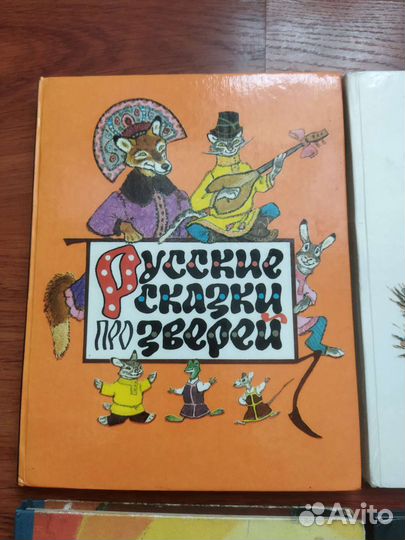 Русские
сказки
про зверей
Avito